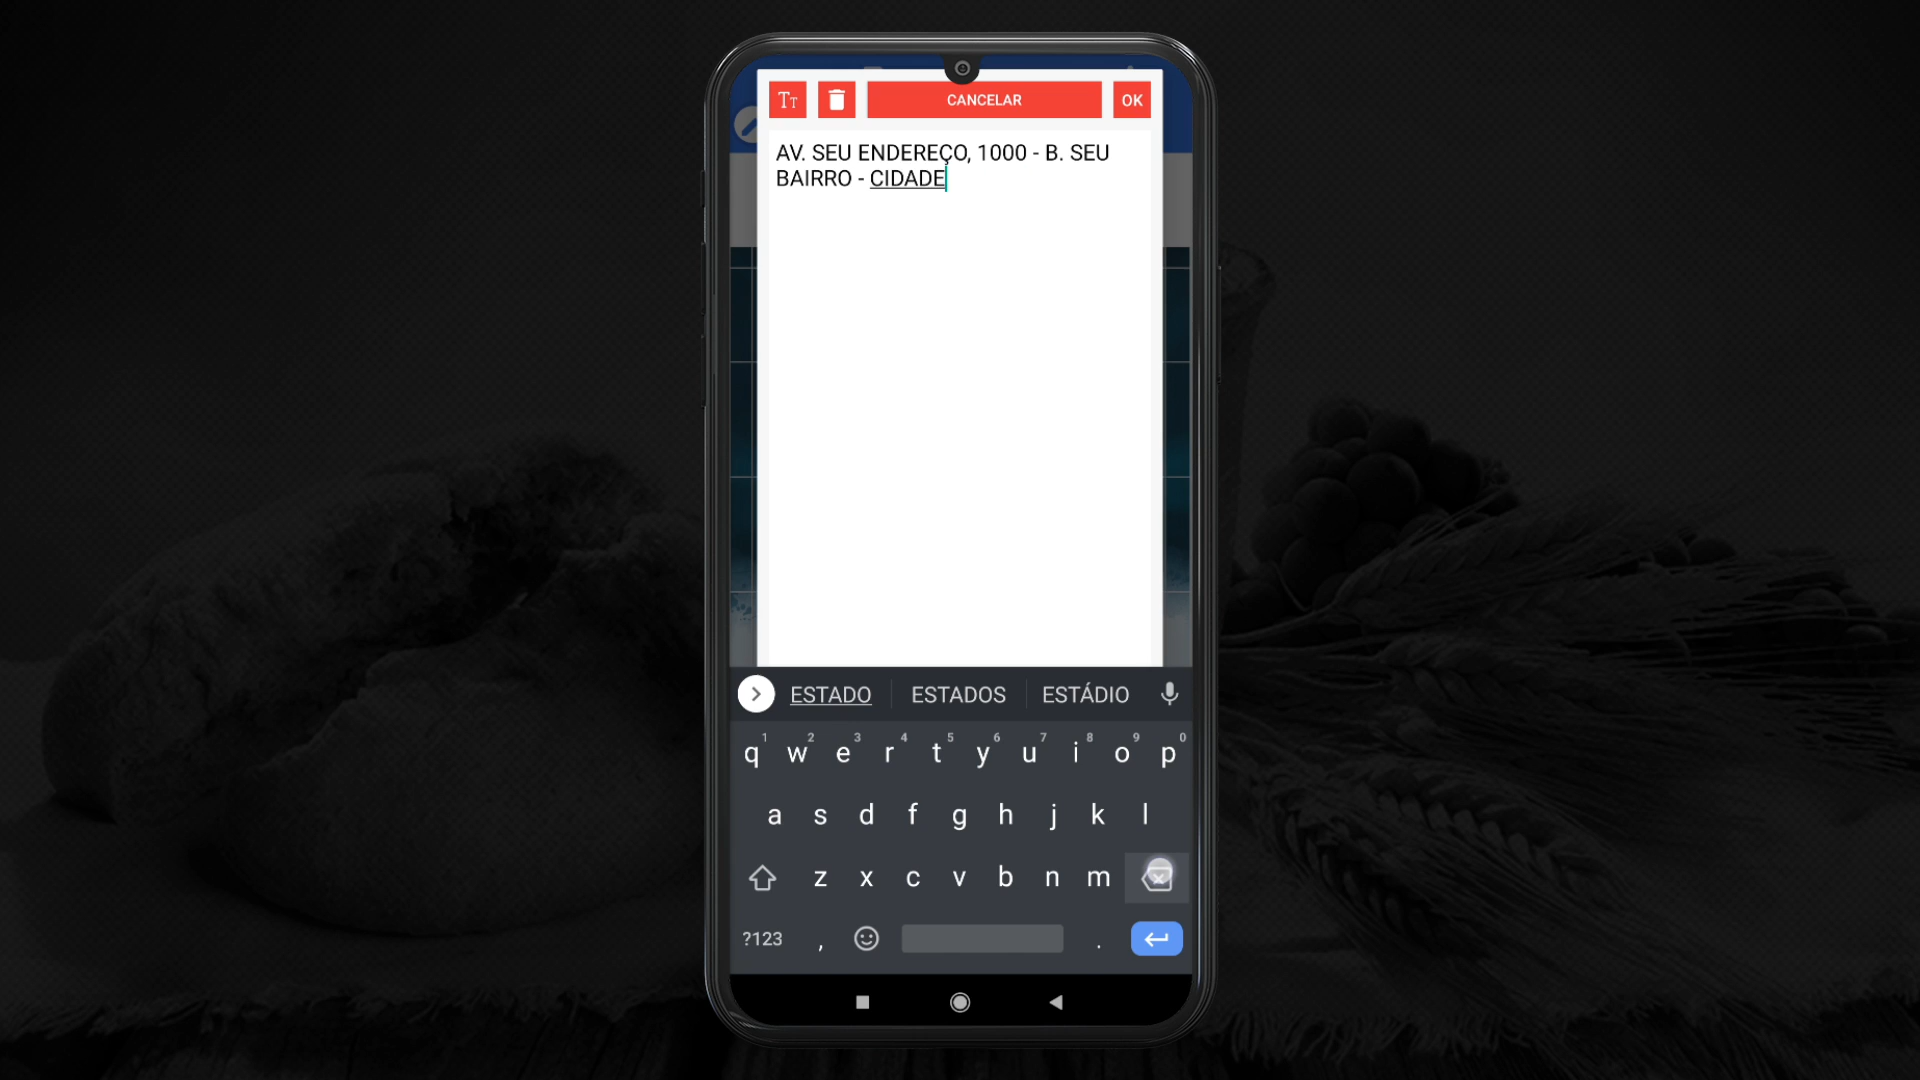 Tт
CANCELAR
OK
AV. SEU ENDEREÇO, 1000 - B. SEU
BAIRRO - CIDADE
ESTADO ESTADOS ESTÁDIO
1 2 3 4 5 6 7 8 9 0
q w e r t y u i o p
a s d f g h j k l
z x c v b n m
?123 , .